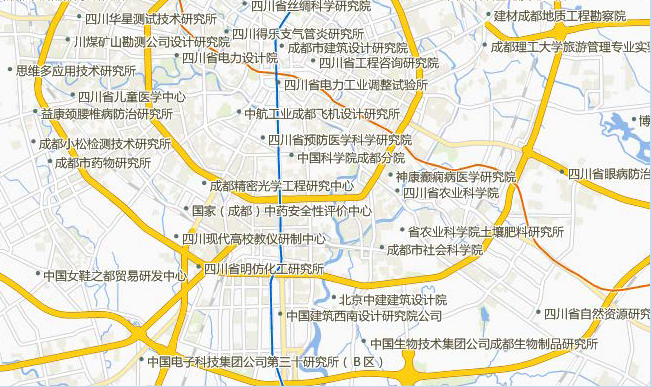 四川省丝绸科学研究院
建材成都地质工程勘察院
四川华星测试技术研究所
四川得乐支气管炎研究所
川煤矿山勘测公司设计研究院
成都市建筑设计研究院
成都理工大学旅游管理专业实
四川省电力设计院
四川省工程咨询研究院
思维多应用技术研究所
四川省电力工业调整试验所
四川省儿童医学中心
益康颈腰椎病防治研究所
中航工业成都飞机设计研究所
博
四川省预防医学科学研究院
成都小松检测技术研究所
中国科学院成都分院
成都市药物研究所
神康癫痫病医学研究院
四川省眼病防治
成都精密光学工程研究中心
四川省农业科学院
国家（成都）中药安全性评价中心
省农业科学院土壤肥料研究所
四川现代高校教仪研制中心
成都市社会科学院
四川省明仿化工研究所
中国女鞋之都贸易研发中心
北京中建建筑设计院
中国建筑西南设计研究院公司
四川省自然资源研究
中国生物技术集团公司成都生物制品研究所
中国电子科技集团公司第三十研究所（B区）